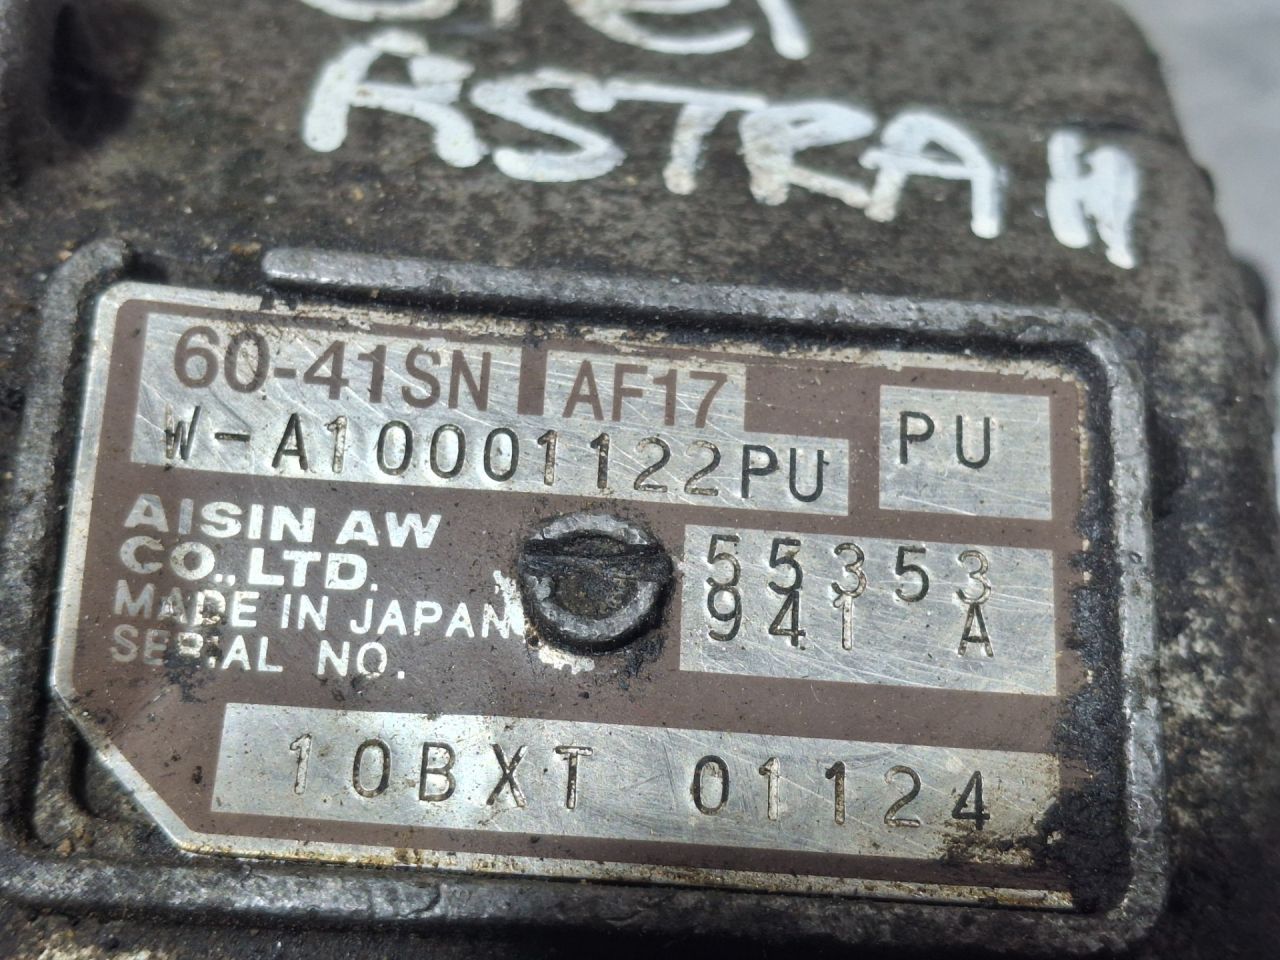 ASTRA H
60-41SN AF17
W-A10001122PU PU
AISIN AW
CO., LTD.
MADE IN JAPAN
SERIAL NO.
55353
941 A
10BXT 01124